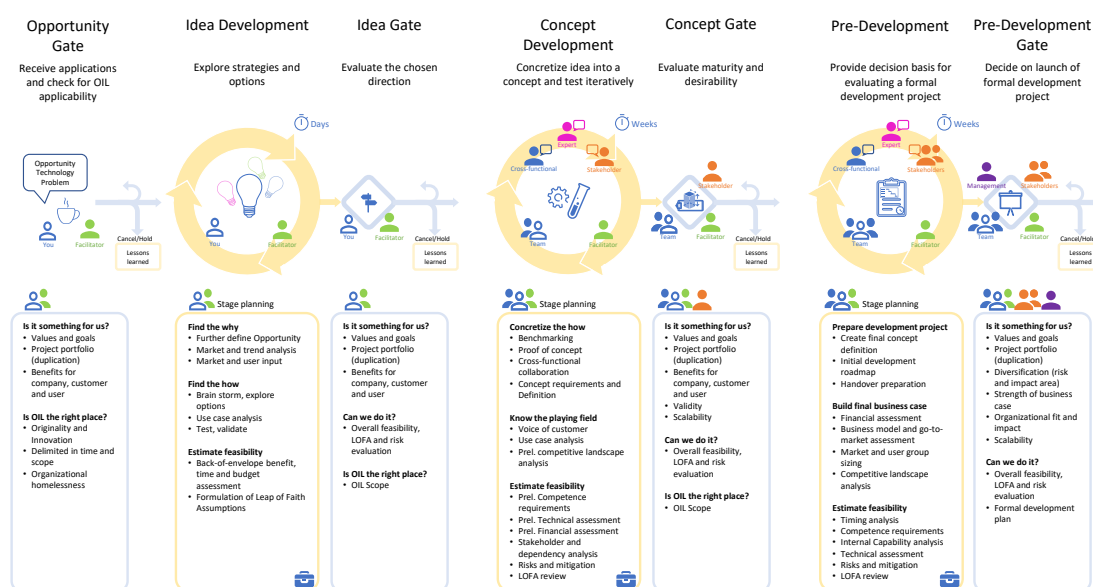 Opportunity
Gate
Receive applications
and check for OIL
applicability
Opportunity
Technology
Problem
You
Facilitator
Cancel/Hold
Lessons
learned
Is it something for us?
• Values and goals
• Project portfolio
(duplication)
• Benefits for
company, customer
and user
Is OIL the right place?
• Originality and
Innovation
• Delimited in time and
scope
• Organizational
homelessness
Idea Development
Explore strategies and
options
Days
You
Facilitator
Stage planning
Find the why
• Further define Opportunity
• Market and trend analysis
• Market and user input
Find the how
• Brain storm, explore
options
• Use case analysis
• Test, validate
Estimate feasibility
• Back-of-envelope benefit,
time and budget
assessment
• Formulation of Leap of Faith
Assumptions
Idea Gate
Evaluate the chosen
direction
You
Facilitator
Cancel/Hold
Lessons
learned
Is it something for us?
• Values and goals
• Project portfolio
(duplication)
• Benefits for
company, customer
and user
Can we do it?
• Overall feasibility,
LOFA and risk
evaluation
Is OIL the right place?
• OIL Scope
Concept
Development
Concretize idea into a
concept and test iteratively
Weeks
Expert
Cross-functional
Stakeholder
Team
Facilitator
Stage planning
Concretize the how
• Benchmarking
• Proof of concept
• Cross-functional
collaboration
• Concept requirements and
Definition
Know the playing field
• Voice of customer
• Use case analysis
• Prel. competitive landscape
analysis
Estimate feasibility
• Prel. Competence
requirements
• Prel. Technical assessment
• Prel. Financial assessment
• Stakeholder and
dependency analysis
• Risks and mitigation
• LOFA review
Concept Gate
Evaluate maturity and
desirability
Stakeholder
Team
Facilitator
Cancel/Hold
Lessons
learned
Is it something for us?
• Values and goals
• Project portfolio
(duplication)
• Benefits for
company, customer
and user
• Validity
• Scalability
Can we do it?
• Overall feasibility,
LOFA and risk
evaluation
Is OIL the right place?
• OIL Scope
Pre-Development
Provide decision basis for
evaluating a formal
development project
Weeks
Expert
Cross-functional
Stakeholders
Team
Facilitator
Stage planning
Prepare development project
• Create final concept
definition
• Initial development
roadmap
• Handover preparation
Build final business case
• Financial assessment
• Business model and go-to-
market assessment
• Market and user group
sizing
• Competitive landscape
analysis
Estimate feasibility
• Timing analysis
• Competence requirements
• Internal Capability analysis
• Technical assessment
• Risks and mitigation
• LOFA review
Pre-Development
Gate
Decide on launch of
formal development
project
Management
Stakeholders
Team
Facilitator
Cancel/Hold
Lessons
learned
Is it something for us?
• Values and goals
• Project portfolio
(duplication)
• Diversification (risk
and impact area)
• Strength of business
case
• Organizational fit and
impact
• Scalability
Can we do it?
• Overall feasibility,
LOFA and risk
evaluation
• Formal development
plan